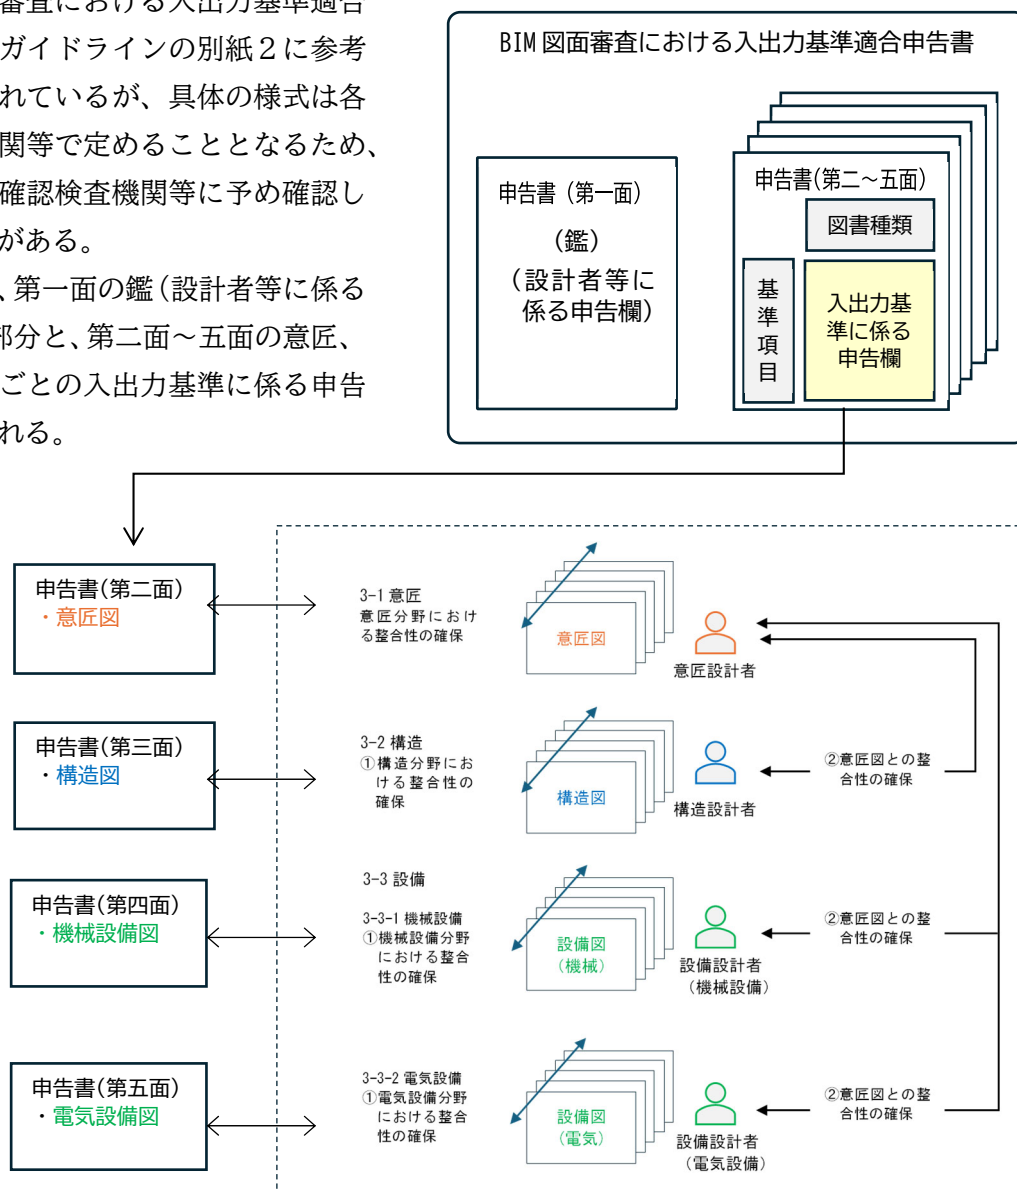 審査における入出力基準適合
ガイドラインの別紙２に参考
れているが、具体の様式は各
関等で定めることとなるため、
確認検査機関等に予め確認し
がある。
、第一面の鑑（設計者等に係る
部分と、第二面～五面の意匠、
ごとの入出力基準に係る申告
れる。
BIM図面審査における入出力基準適合申告書
申告書（第一面）
（鑑）
（設計者等に
係る申告欄）
申告書(第二～五面)
図書種類
基準項目
入出力基
準に係る
申告欄
申告書(第二面)
・意匠図
3-1 意匠
意匠分野におけ
る整合性の確保
意匠図
意匠設計者
申告書(第三面)
・構造図
3-2 構造
①構造分野にお
ける整合性の
確保
構造図
構造設計者
②意匠図との整
合性の確保
申告書(第四面)
・機械設備図
3-3 設備
3-3-1 機械設備
①機械設備分野
における整合
性の確保
設備図
（機械）
設備設計者
（機械設備）
②意匠図との整
合性の確保
申告書(第五面)
・電気設備図
3-3-2 電気設備
①電気設備分野
における整合
性の確保
設備図
（電気）
設備設計者
（電気設備）
②意匠図との整
合性の確保